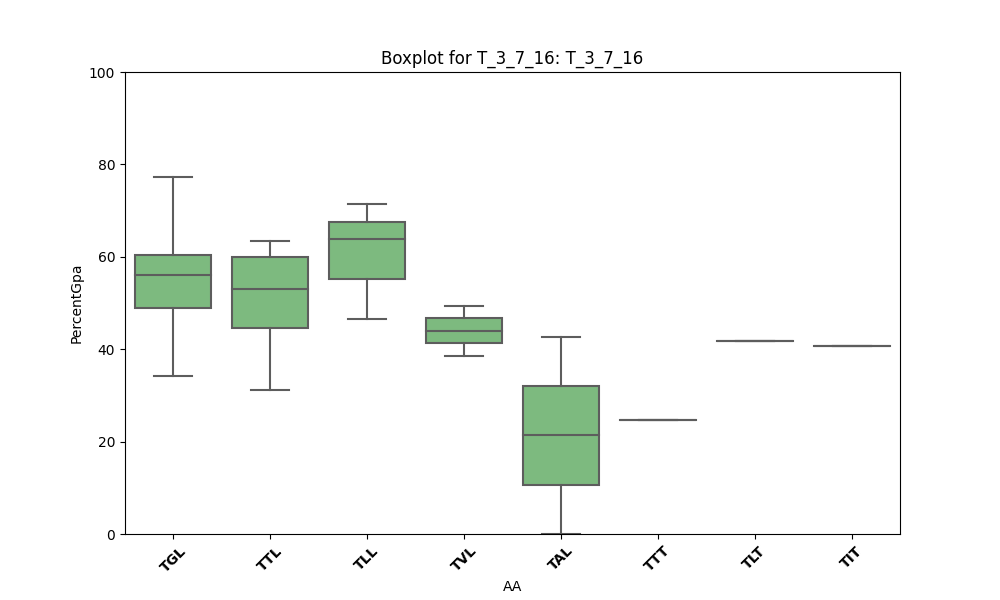 Boxplot for T_3_7_16: T_3_7_16
100
80
60
40
20
0
PercentGpa
TGL
TTL
TLL
TVL
TAL
TTT
TLT
TIT
AA